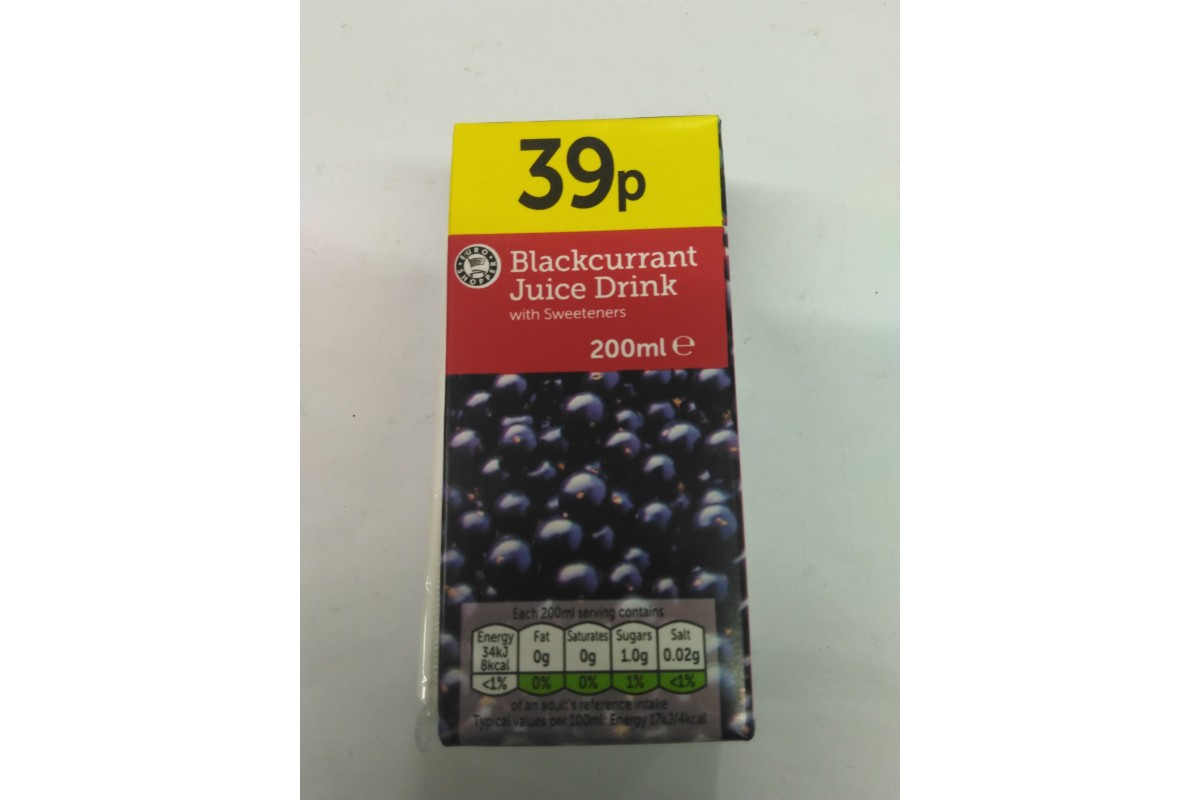 39p
EURO SHOPPER
Blackcurrant
Juice Drink
with Sweeteners
200ml ℮
Each 200ml serving contains
Energy Fat Saturates Sugars Salt
34kJ 0g 0g 1.0g 0.02g
8kcal
<1% 0% 0% 1% <1%
of an adult's reference intake
Typical values per 100ml: Energy 17kJ/4kcal